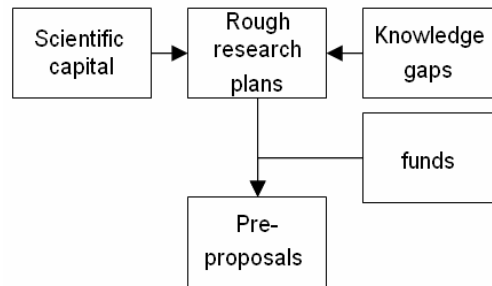 Scientific
capital
Rough
research
plans
Knowledge
gaps
funds
Pre-
proposals